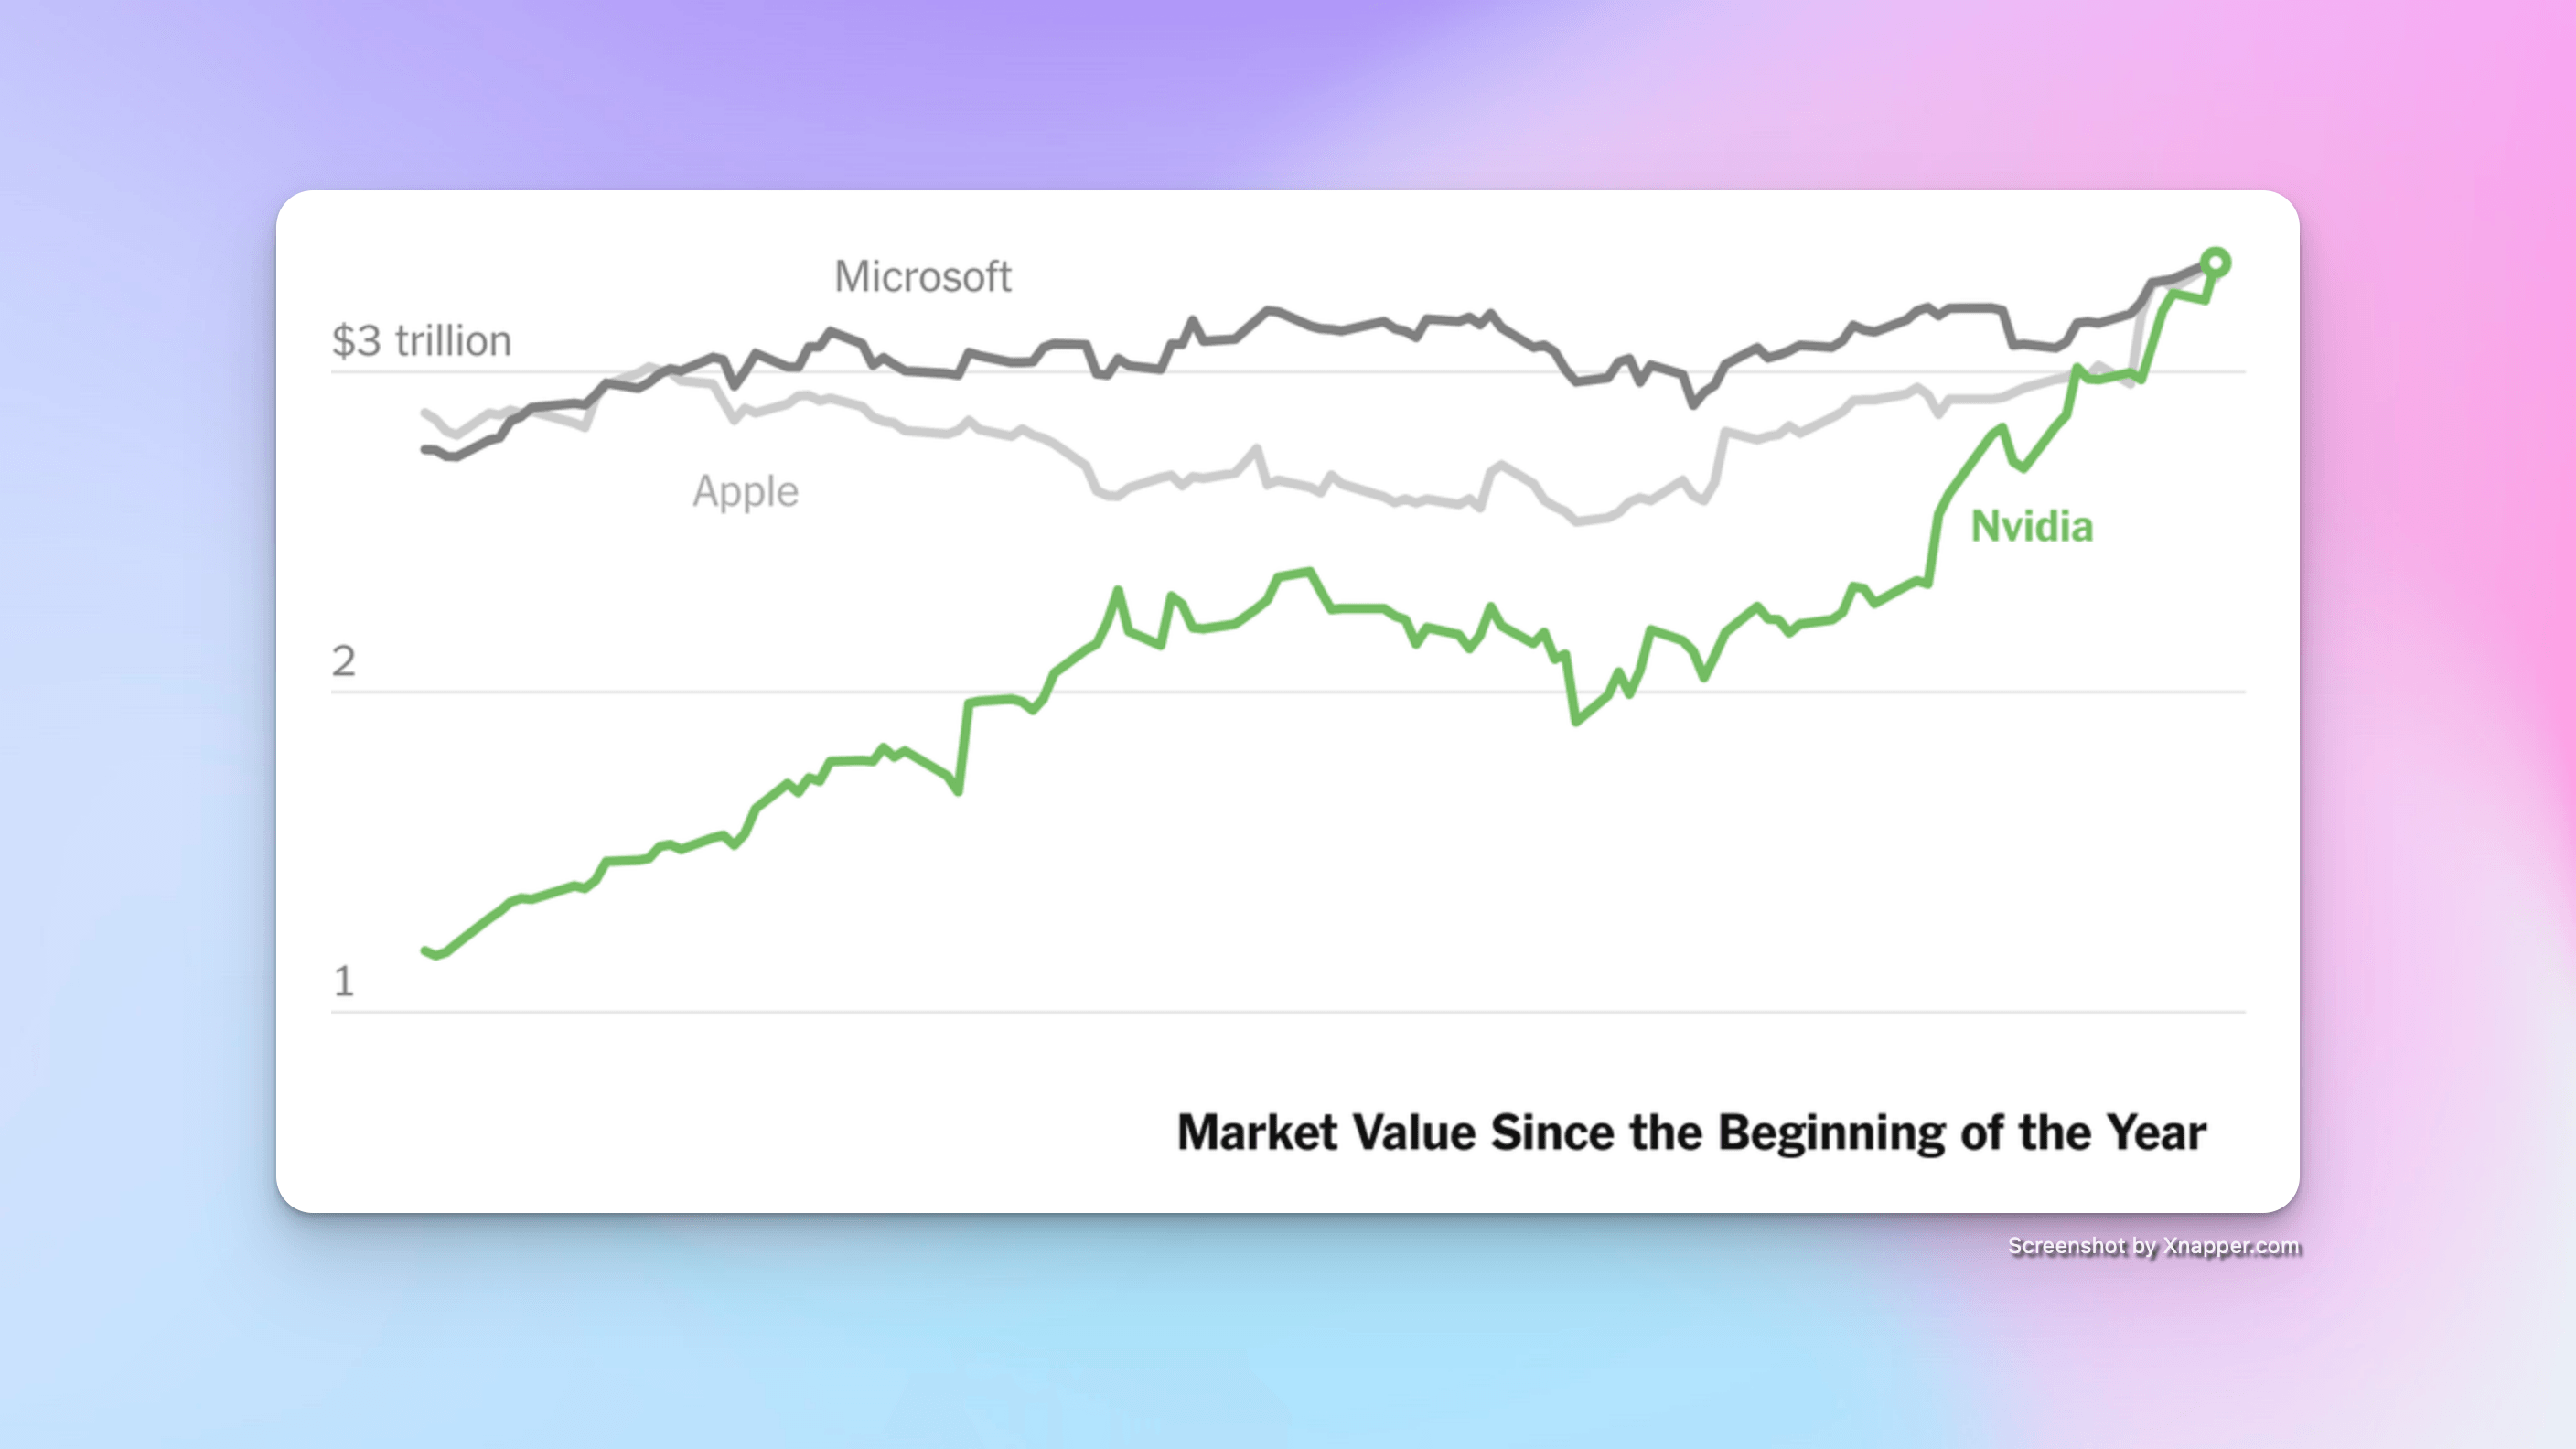 Microsoft
$3 trillion
Apple
Nvidia
2
1
Market Value Since the Beginning of the Year
Screenshot by Xnapper.com